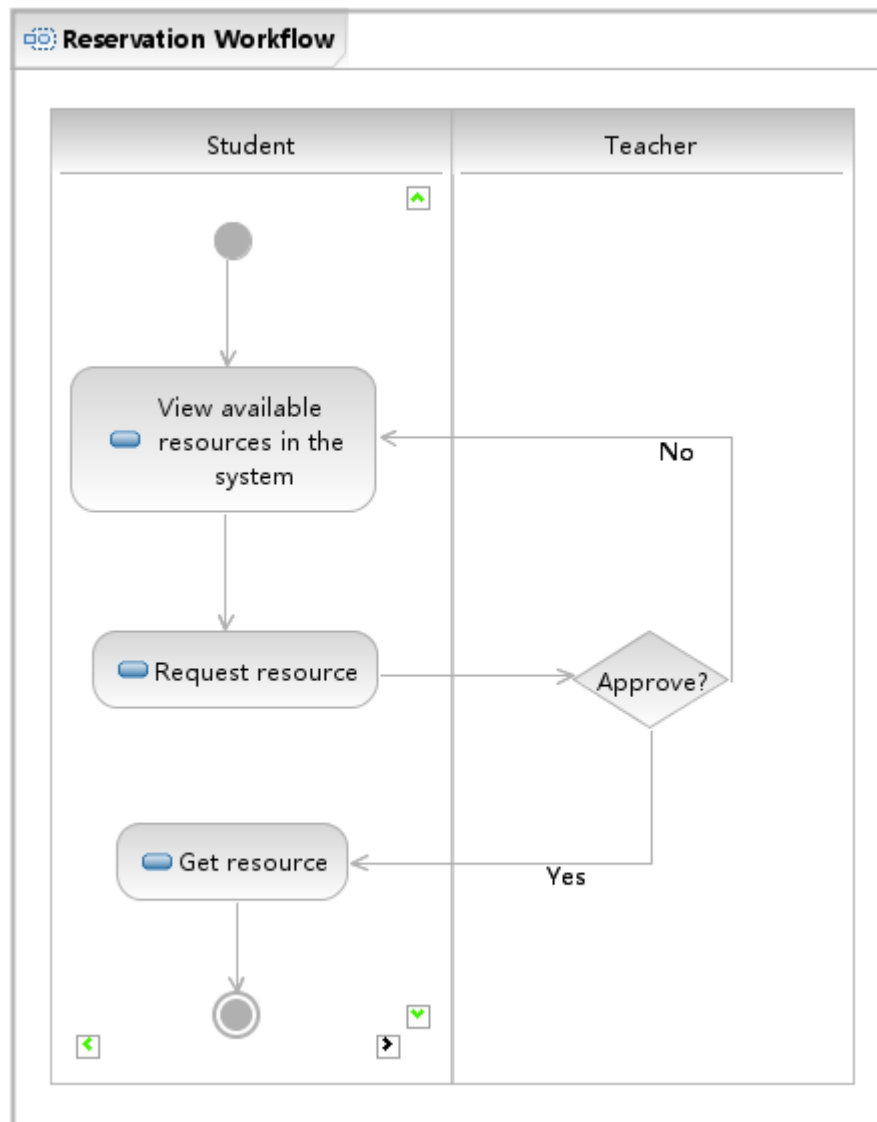 Reservation Workflow
Student
Teacher
View available
resources in the
system
No
Request resource
Approve?
Get resource
Yes